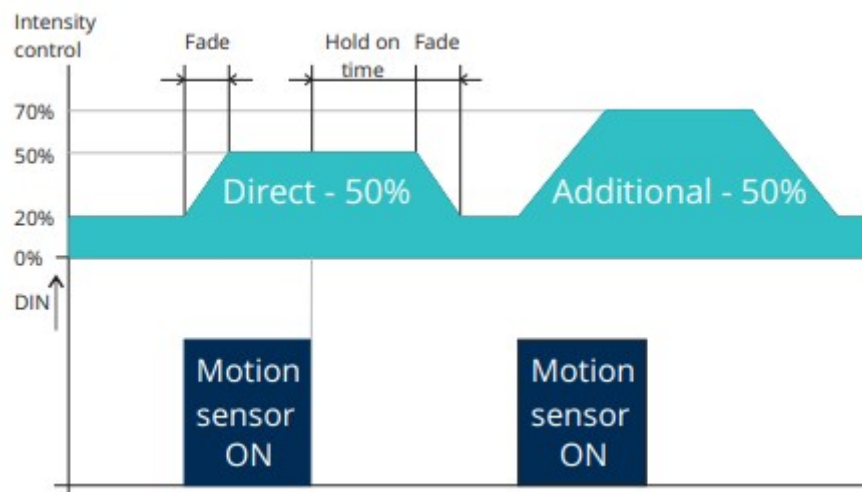 Intensity
control
Fade
Hold on
time
Fade
70%
50%
Direct - 50%
Additional - 50%
20%
0%
DIN
Motion
sensor
ON
Motion
sensor
ON